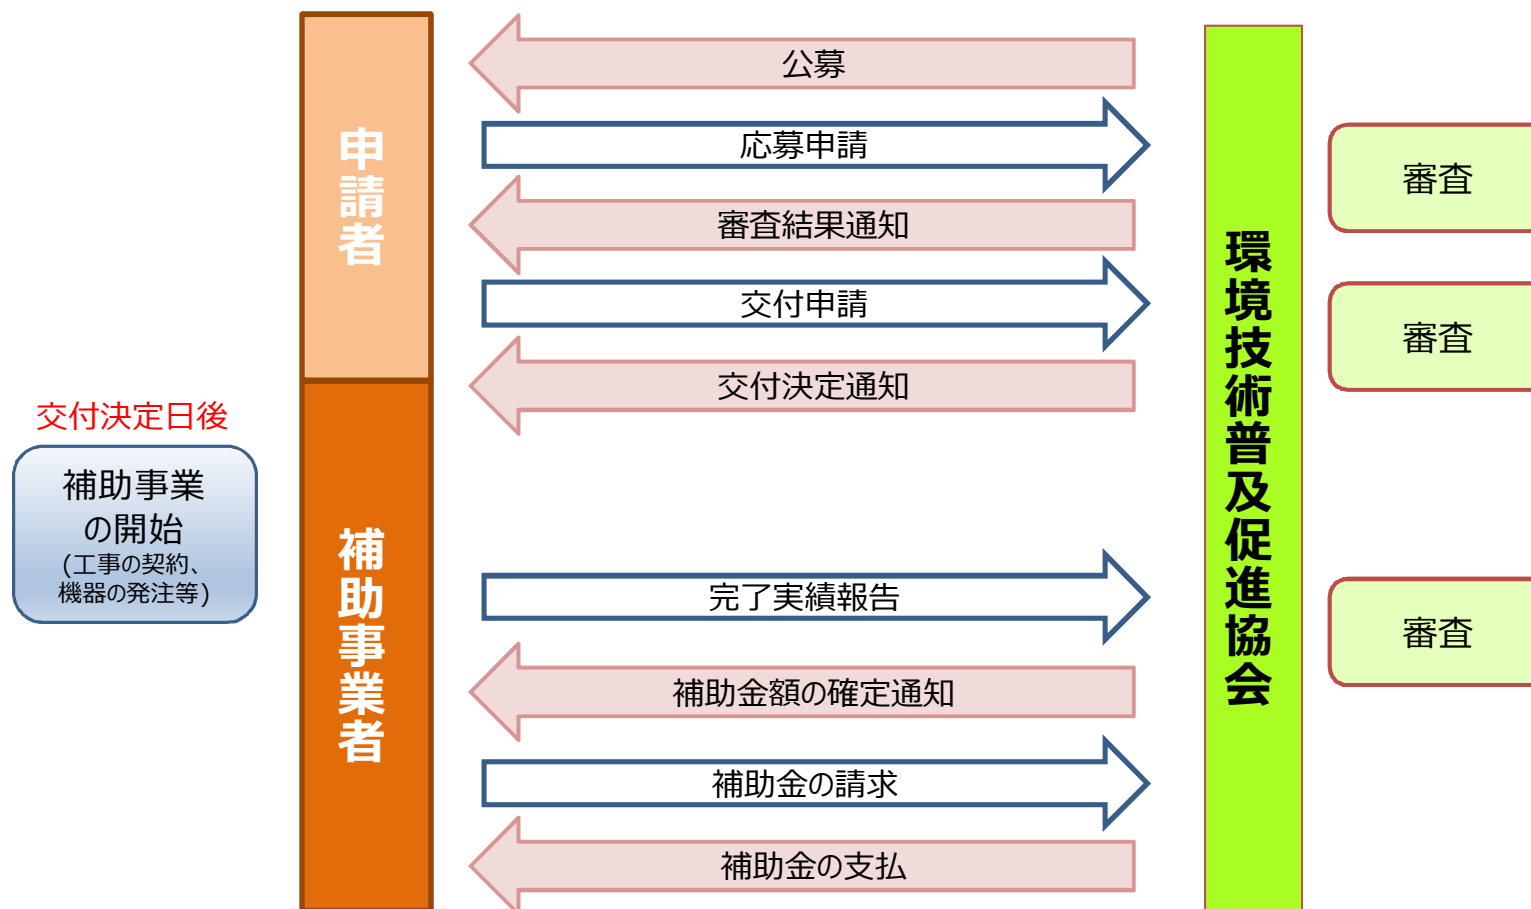 公募
応募申請
審査
審査結果通知
交付申請
審査
交付決定通知
申請者
環境技術普及促進協会
交付決定日後
補助事業
の開始
(工事の契約、
機器の発注等)
補助事業者
完了実績報告
審査
補助金額の確定通知
補助金の請求
補助金の支払